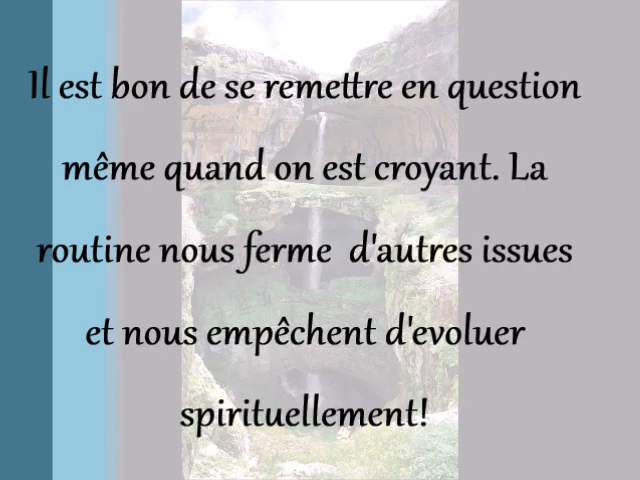 Il est bon de se remettre en question
même quand on est croyant. La
routine nous ferme d'autres issues
et nous empêchent d'evoluer
spirituellement!